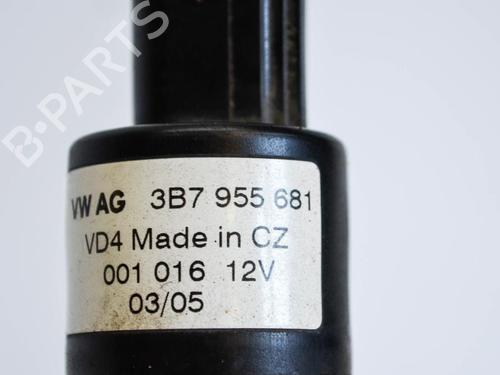 B-PARTS
VW AG 3B7 955 681
VD4 Made in CZ
001 016 12V
03/05